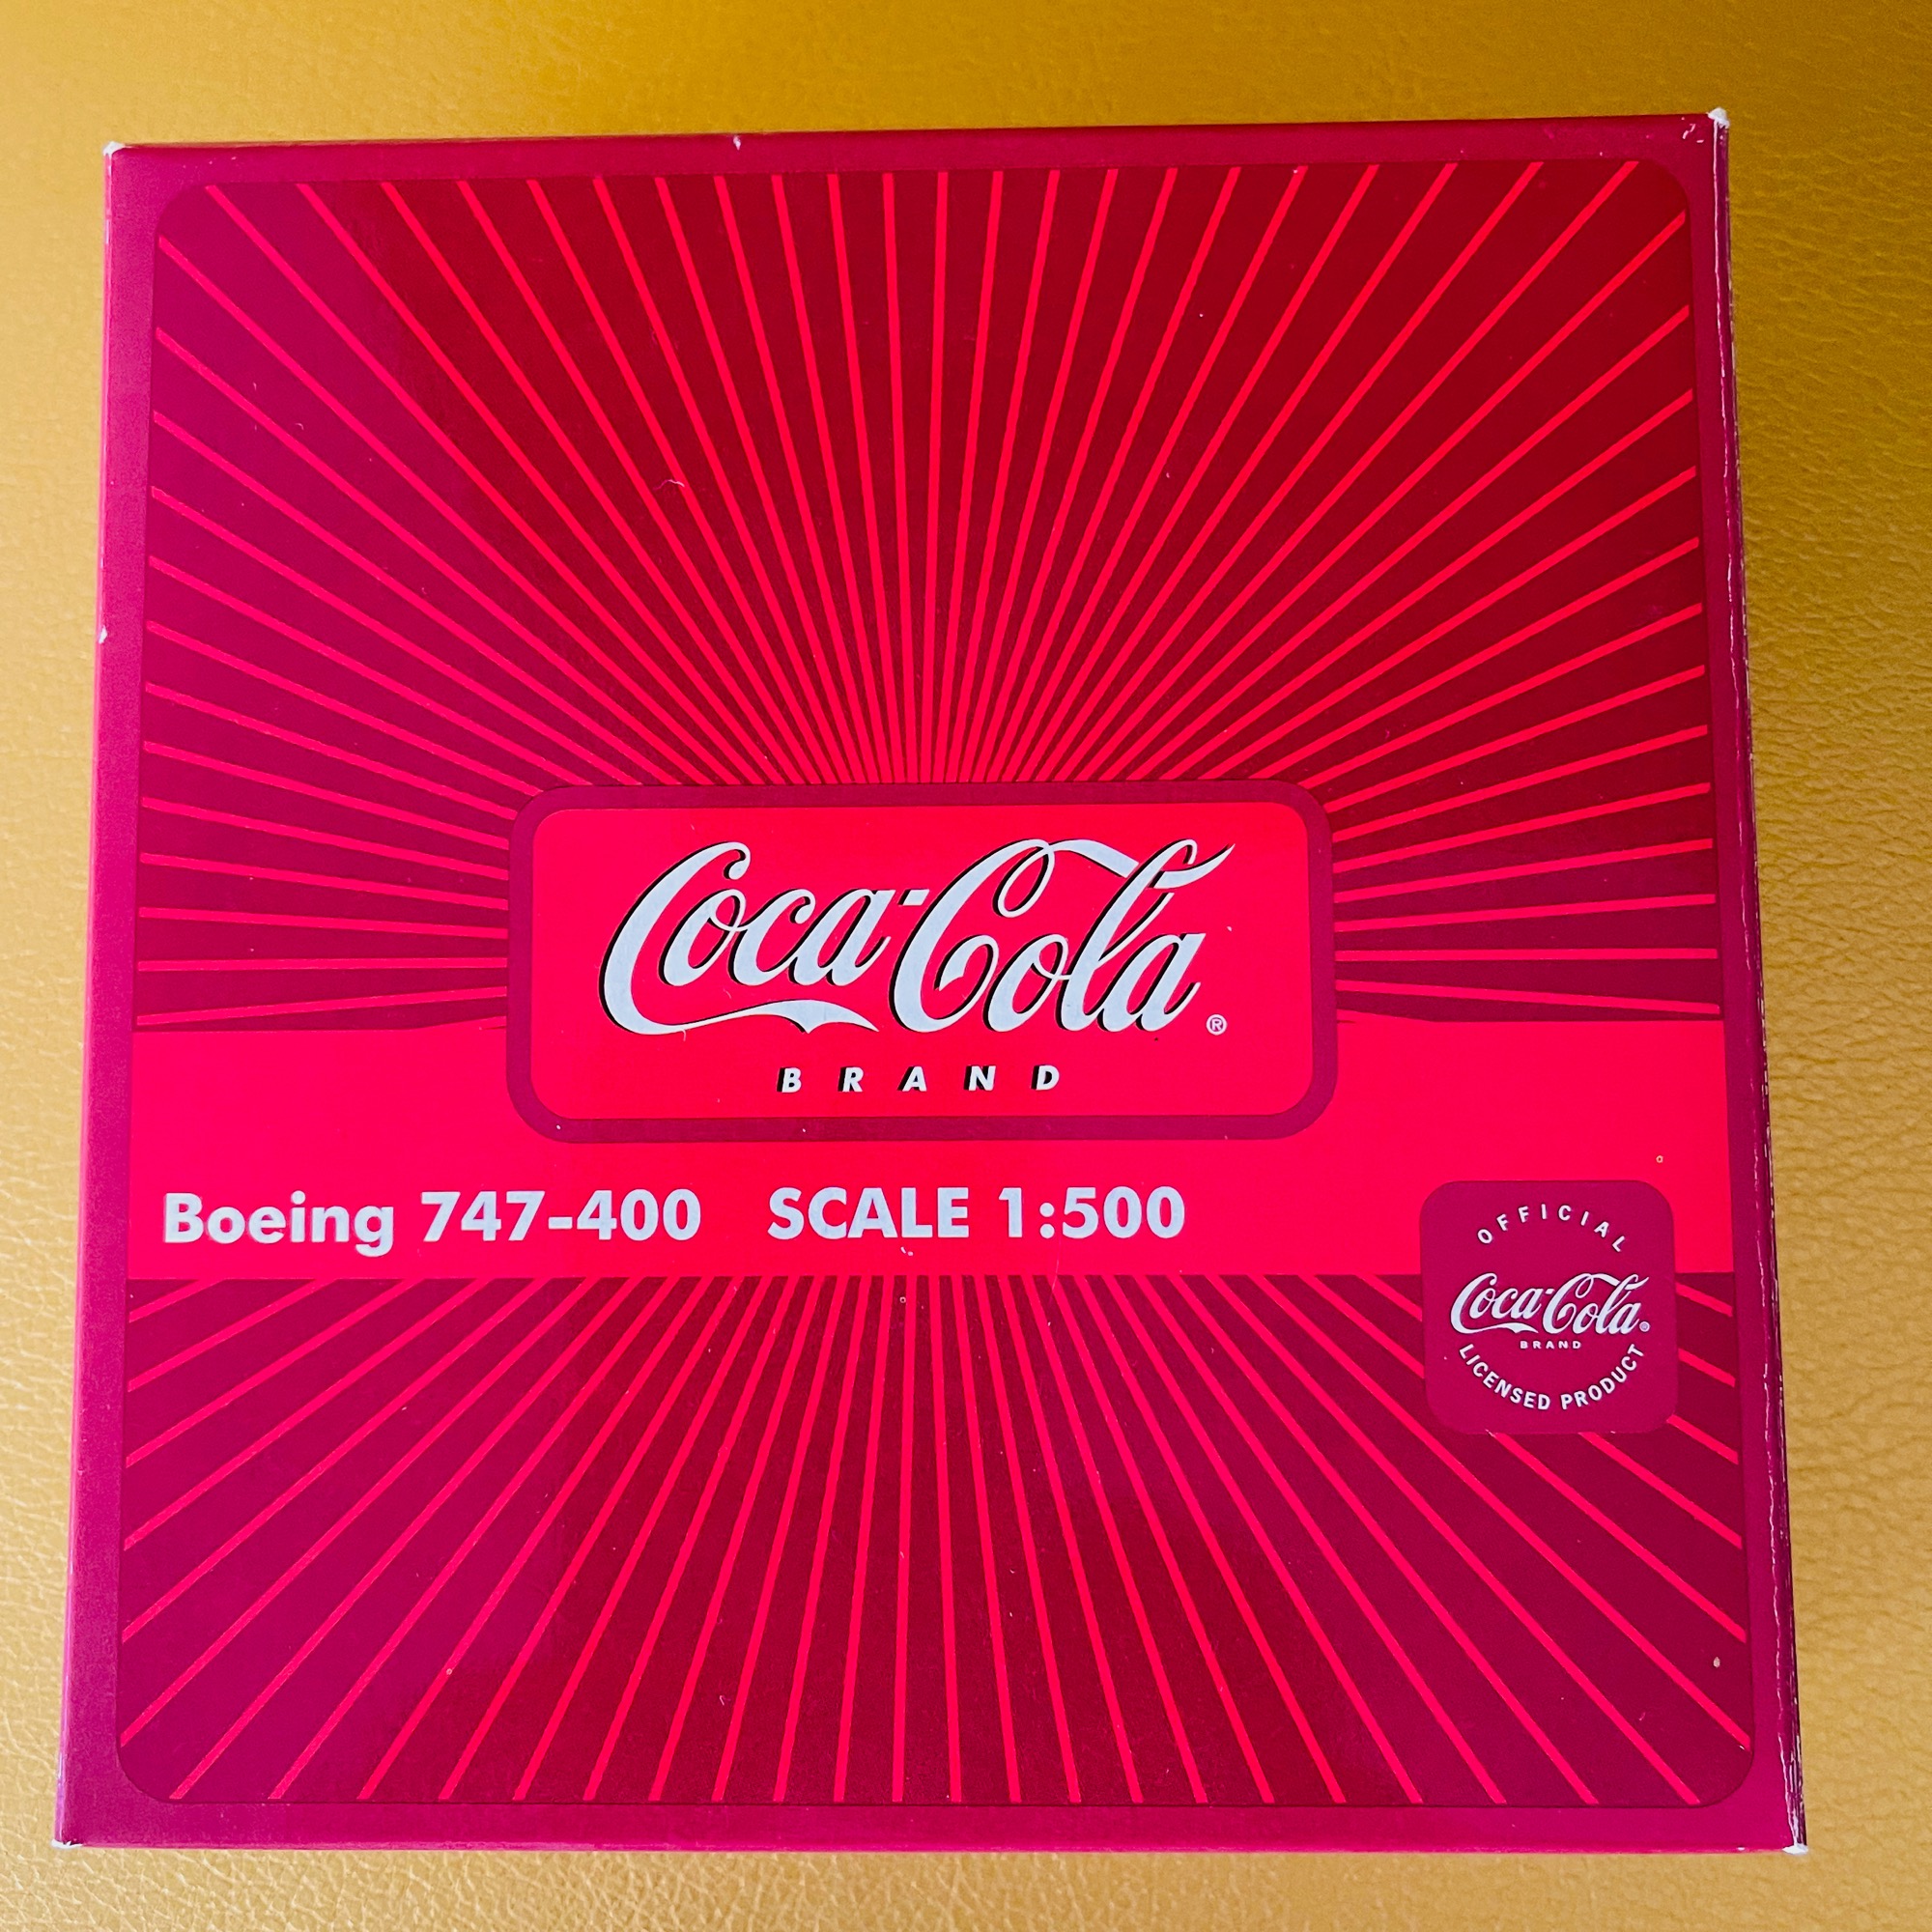 Coca-Cola®
BRAND
Boeing 747-400 SCALE 1:500
OFFICIAL
Coca-Cola®
BRAND
LICENSED PRODUCT